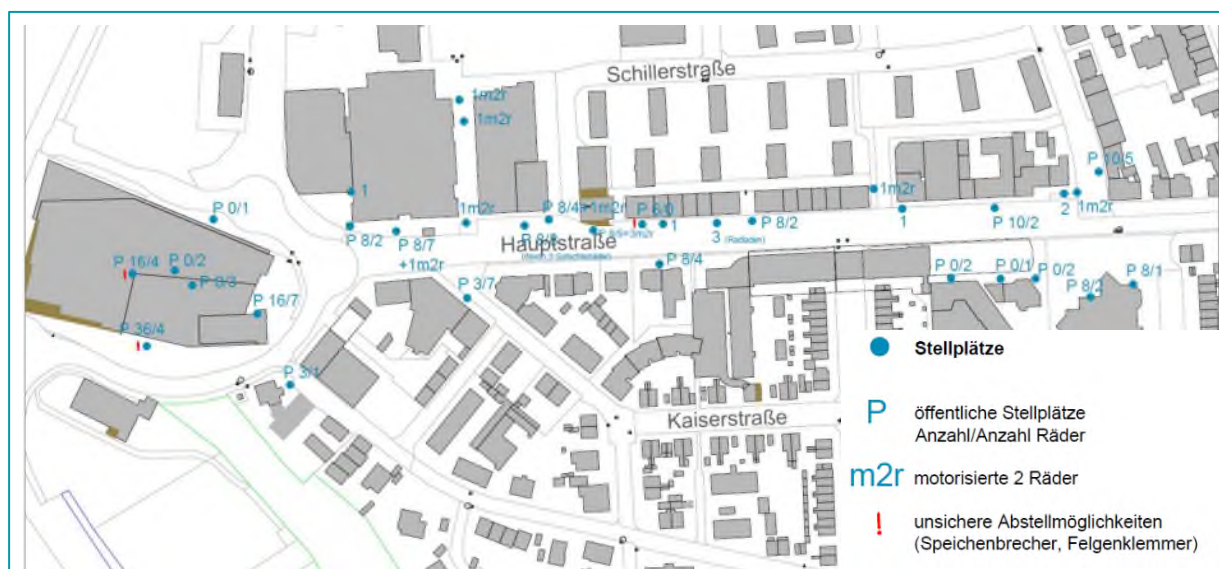 Schillerstraße
1m2r
1m2r
1
P 10/5
P 0/1
P 8/2
P 8/7
+1m2r
1m2r
P 8/4+1m2r
P 6/0
1
3 (Radladen)
P 8/2
1m2r
1
P 10/2
2
1m2r
Hauptstraße
P 8/4
P 16/4
P 0/2
P 0/3
P 16/7
P 36/4
P 3/7
P 3/1
P 0/2
P 0/1
P 0/2
P 8/2
P 8/1
Kaiserstraße
Stellplätze
P öffentliche Stellplätze
Anzahl/Anzahl Räder
m2r motorisierte 2 Räder
! unsichere Abstellmöglichkeiten
(Speichenbrecher, Felgenklemmer)